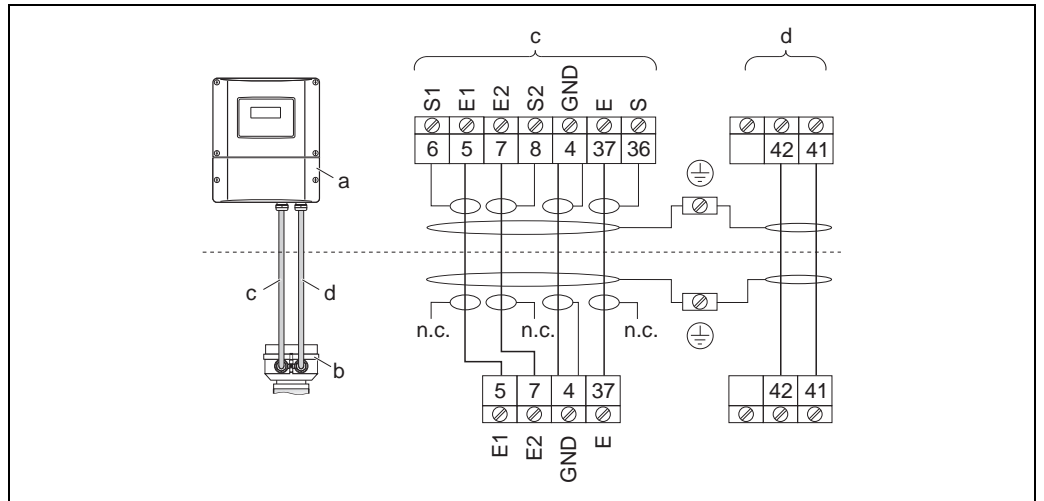 c
d
S1 E1 E2 S2 GND E S
6 5 7 8 4 37 36
42 41
a
c
d
n.c. n.c. n.c.
b
5 7 4 37
42 41
E1 E2 GND E